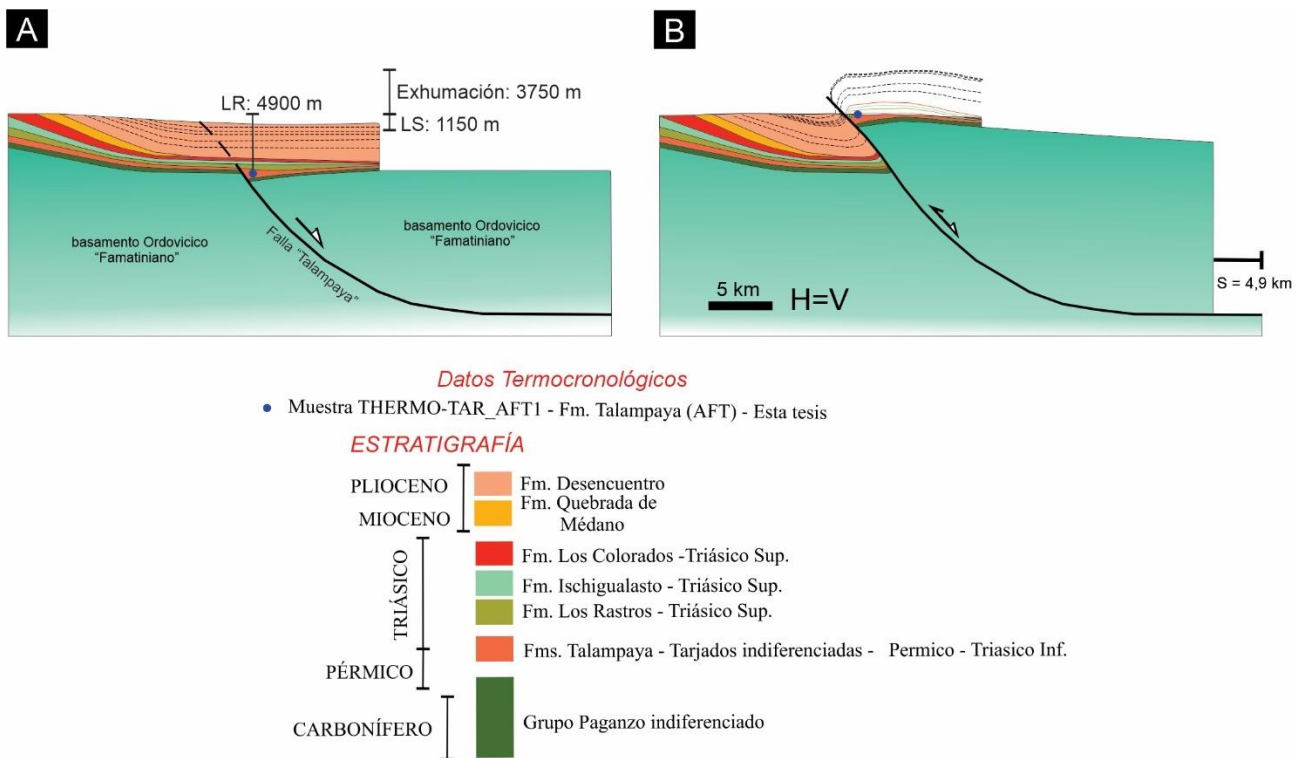 A
LR: 4900 m
Exhumación: 3750 m
LS: 1150 m
basamento Ordovicico
“Famatiniano”
Falla “Talampaya”
basamento Ordovicico
“Famatiniano”
B
5 km
H=V
S = 4,9 km
Datos Termocronológicos
Muestra THERMO-TAR_AFT1 - Fm. Talampaya (AFT) - Esta tesis
ESTRATIGRAFÍA
PLIOCENO
Fm. Desencuentro
MIOCENO
Fm. Quebrada de
Médano
TRIÁSICO
Fm. Los Colorados -Triásico Sup.
Fm. Ischigualasto - Triásico Sup.
Fm. Los Rastros - Triásico Sup.
Fms. Talampaya - Tarjados indiferenciadas - Permico - Triasico Inf.
PÉRMICO
CARBONÍFERO
Grupo Paganzo indiferenciado